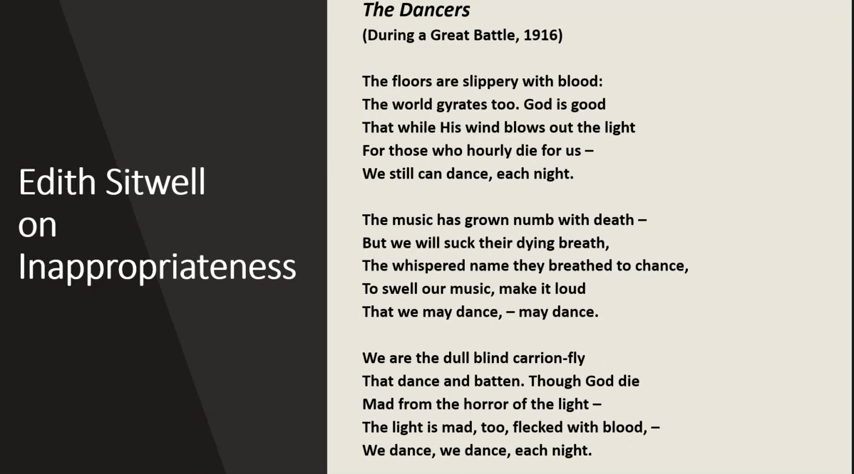 Edith Sitwell
on
Inappropriateness
The Dancers
(During a Great Battle, 1916)
The floors are slippery with blood:
The world gyrates too. God is good
That while His wind blows out the light
For those who hourly die for us –
We still can dance, each night.
The music has grown numb with death –
But we will suck their dying breath,
The whispered name they breathed to chance,
To swell our music, make it loud
That we may dance, – may dance.
We are the dull blind carrion-fly
That dance and batten. Though God die
Mad from the horror of the light –
The light is mad, too, flecked with blood, –
We dance, we dance, each night.